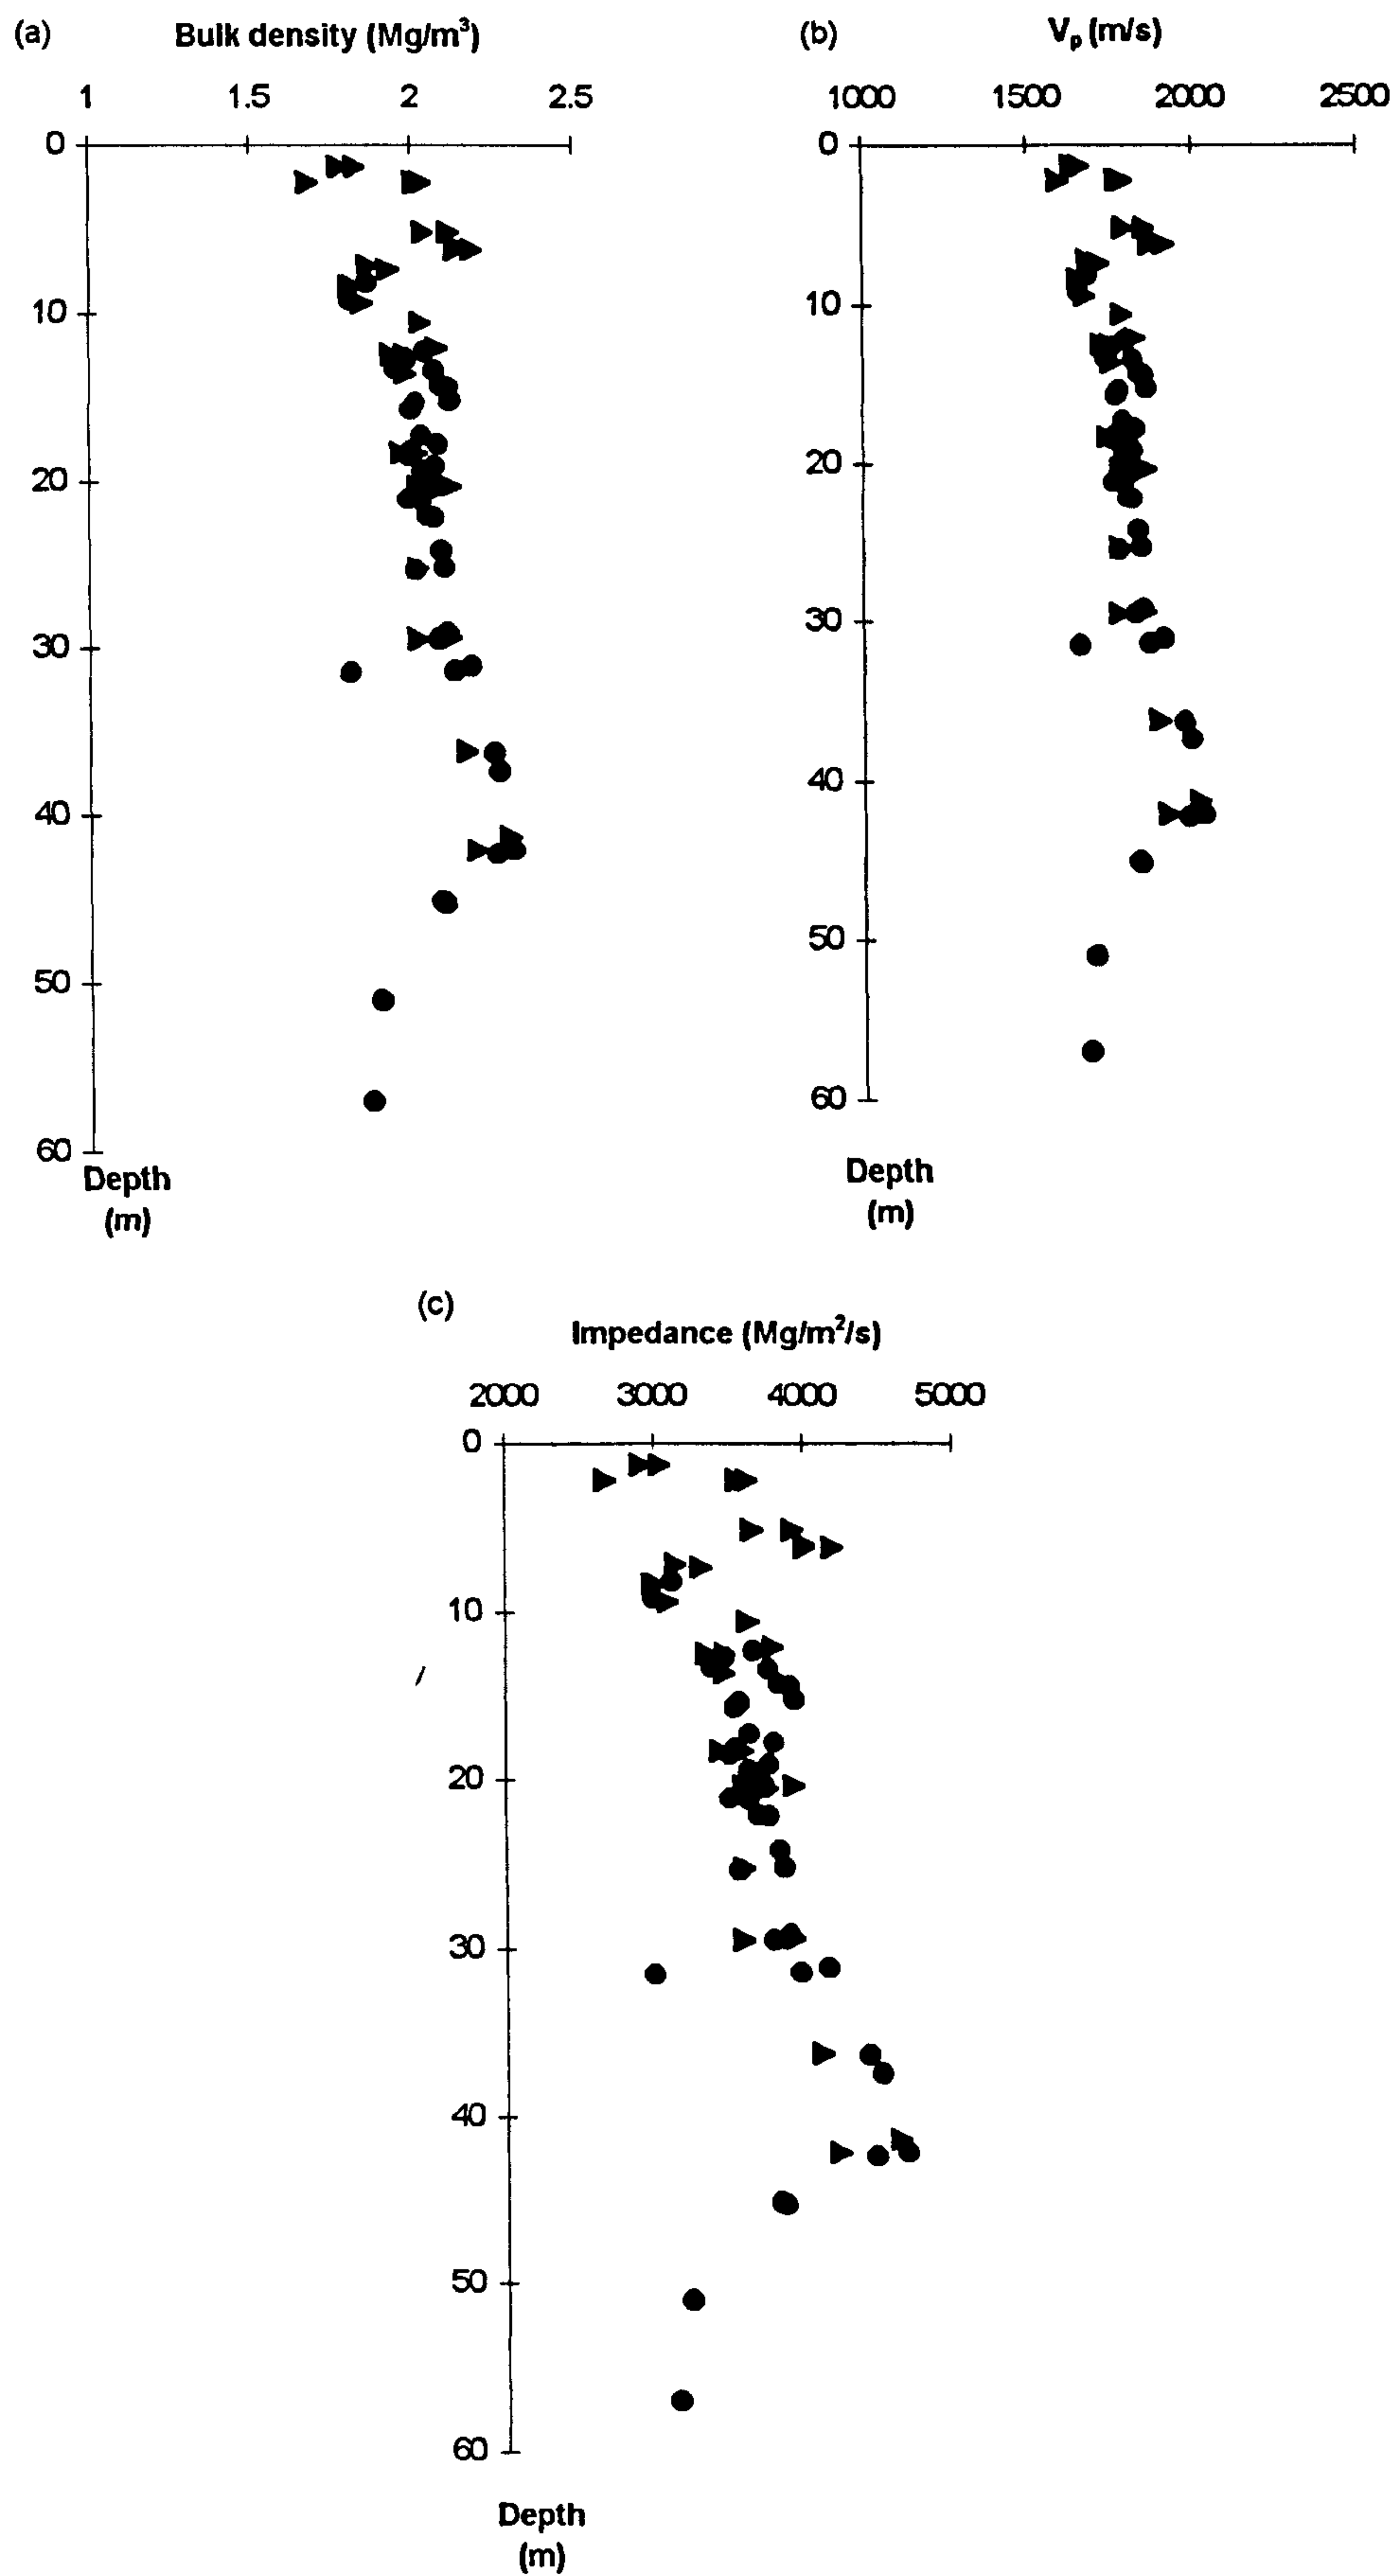 (a) Bulk density (Mg/m³)
1 1.5 2 2.5
0
10
20
30
40
50
60
Depth
(m)
(b) Vₚ (m/s)
1000 1500 2000 2500
0
10
20
30
40
50
60
Depth
(m)
(c)
Impedance (Mg/m²/s)
2000 3000 4000 5000
0
10
20
30
40
50
60
Depth
(m)